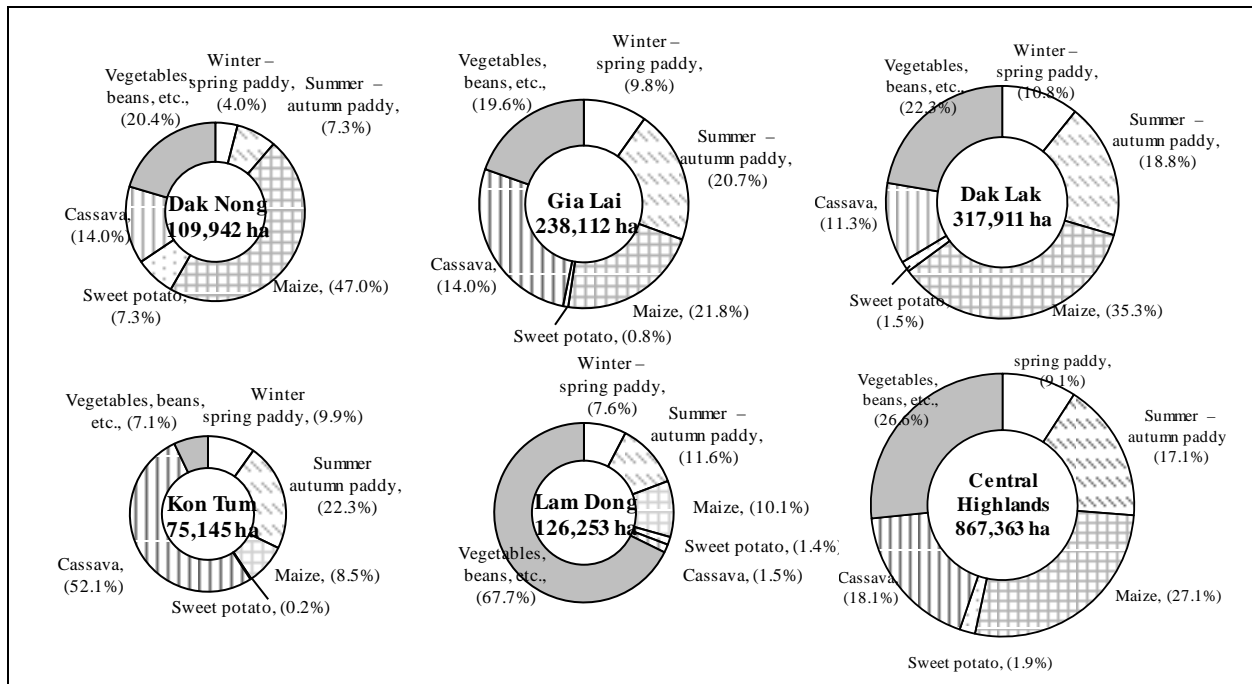 Vegetables,
beans, etc.,
(20.4%)
Winter –
spring paddy,
(4.0%)
Summer –
autumn paddy,
(7.3%)
Dak Nong
109,942 ha
Cassava,
(14.0%)
Sweet potato,
(7.3%)
Maize, (47.0%)
Vegetables,
beans, etc.,
(19.6%)
Winter –
spring paddy,
(9.8%)
Summer –
autumn paddy,
(20.7%)
Gia Lai
238,112 ha
Cassava,
(14.0%)
Sweet potato, (0.8%)
Maize, (21.8%)
Vegetables,
beans, etc.,
(22.3%)
Winter –
spring paddy,
(10.8%)
Summer –
autumn paddy,
(18.8%)
Dak Lak
317,911 ha
Cassava,
(11.3%)
Sweet potato,
(1.5%)
Maize, (35.3%)
Vegetables, beans,
etc., (7.1%)
Winter
spring paddy, (9.9%)
Summer
autumn paddy,
(22.3%)
Kon Tum
75,145 ha
Cassava,
(52.1%)
Sweet potato, (0.2%)
Maize, (8.5%)
Winter –
spring paddy,
(7.6%)
Summer –
autumn paddy,
(11.6%)
Lam Dong
126,253 ha
Maize, (10.1%)
Sweet potato, (1.4%)
Cassava, (1.5%)
Vegetables,
beans, etc.,
(67.7%)
Vegetables,
beans, etc.,
(26.6%)
spring paddy,
(9.1%)
Summer –
autumn paddy
(17.1%)
Central
Highlands
867,363 ha
Cassava,
(18.1%)
Maize, (27.1%)
Sweet potato, (1.9%)